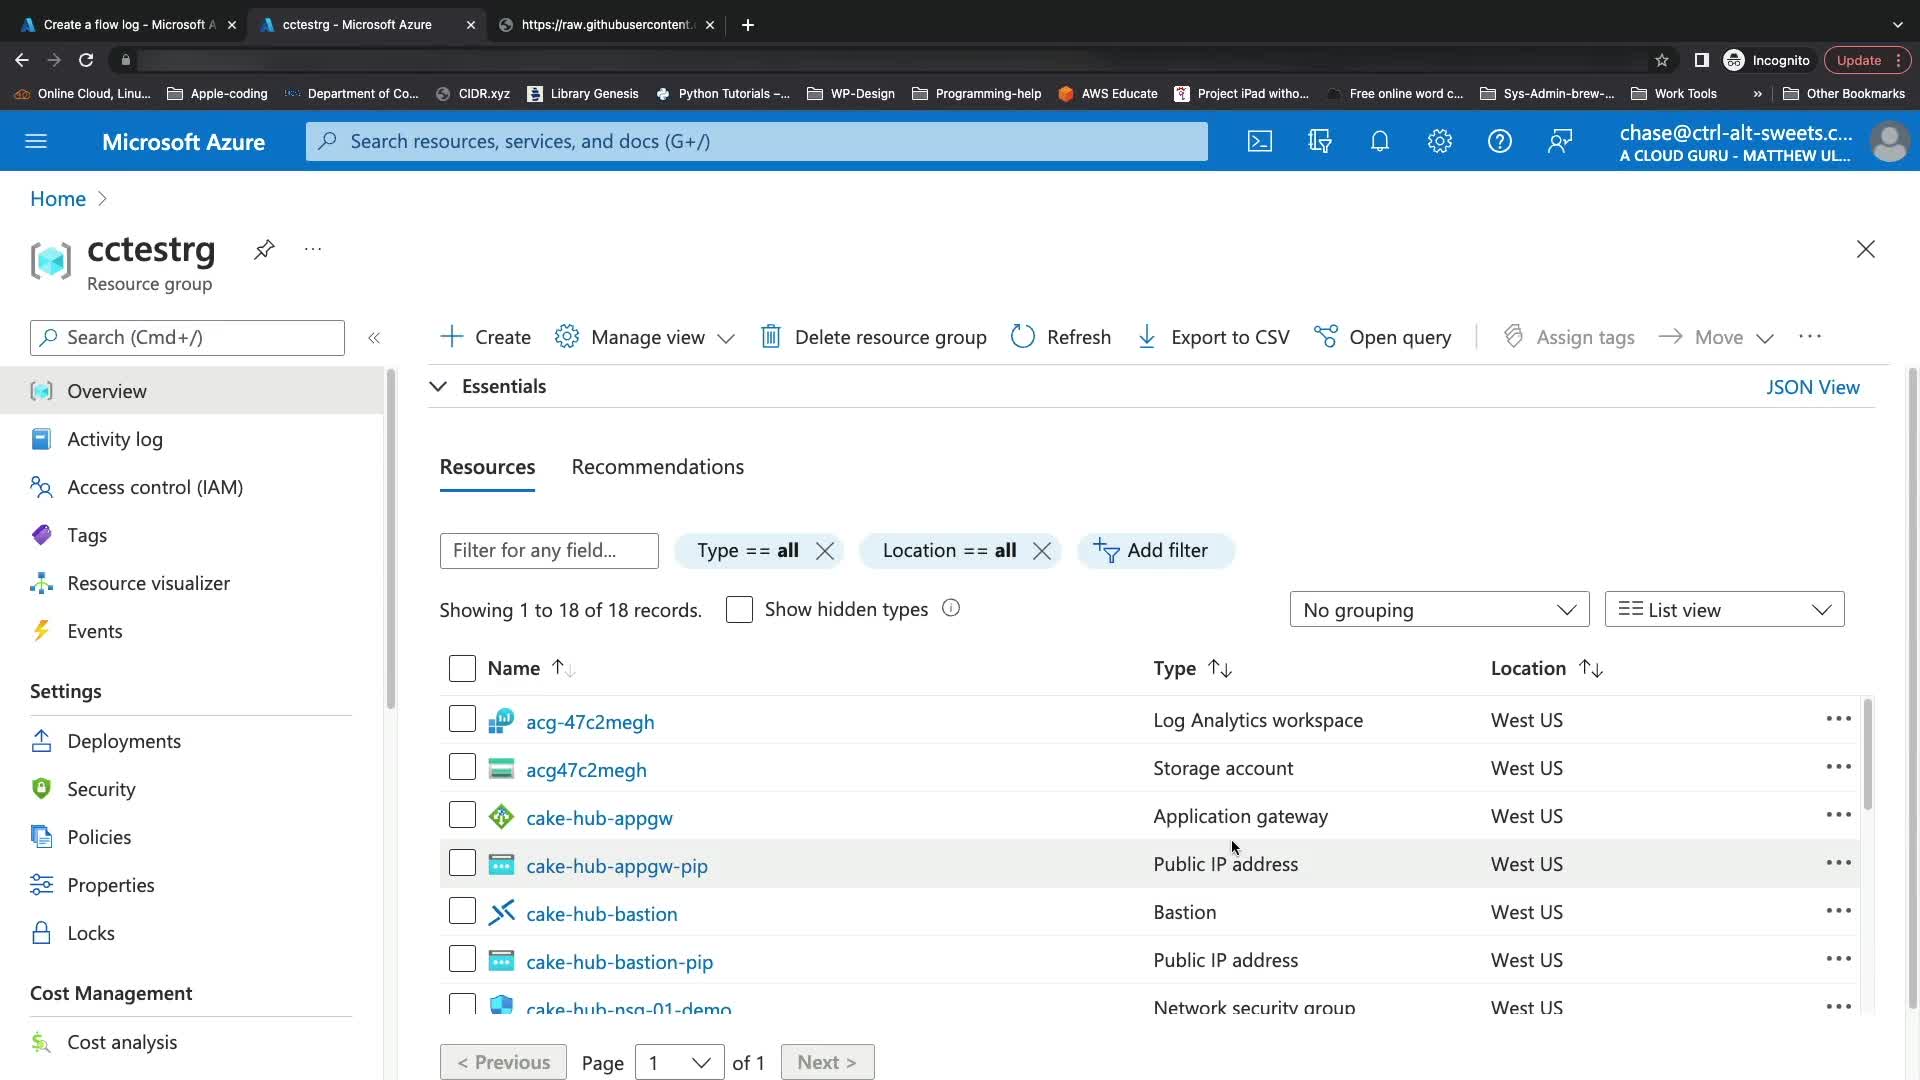 Create a flow log - Microsoft A
cctestrg - Microsoft Azure
https://raw.githubusercontent.
Incognito
Update
Online Cloud, Linu...
Apple-coding
Department of Co...
CIDR.xyz
Library Genesis
Python Tutorials –...
WP-Design
Programming-help
AWS Educate
Project iPad witho...
Free online word c...
Sys-Admin-brew-...
Work Tools
»
Other Bookmarks
Microsoft Azure
Search resources, services, and docs (G+/)
chase@ctrl-alt-sweets.c...
A CLOUD GURU - MATTHEW UL...
Home
cctestrg
Resource group
Search (Cmd+/)
Create
Manage view
Delete resource group
Refresh
Export to CSV
Open query
Assign tags
Move
Overview
Activity log
Access control (IAM)
Tags
Resource visualizer
Events
Settings
Deployments
Security
Policies
Properties
Locks
Cost Management
Cost analysis
Essentials
JSON View
Resources
Recommendations
Filter for any field...
Type == all
Location == all
Add filter
Showing 1 to 18 of 18 records.
Show hidden types
No grouping
List view
Name
Type
Location
acg-47c2megh Log Analytics workspace West US
acg47c2megh Storage account West US
cake-hub-appgw Application gateway West US
cake-hub-appgw-pip Public IP address West US
cake-hub-bastion Bastion West US
cake-hub-bastion-pip Public IP address West US
cake-hub-nsg-01-demo Network security group West US
< Previous
Page 1 of 1
Next >